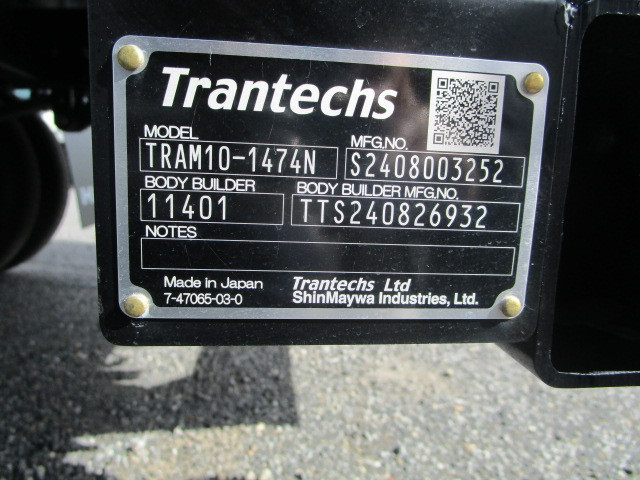 Trantechs
MODEL MFG.NO.
TRAM10-1474N S2408003252
BODY BUILDER BODY BUILDER MFG.NO.
11401 TTS240826932
NOTES
Made in Japan Trantechs Ltd
7-47065-03-0 ShinMaywa Industries, Ltd.